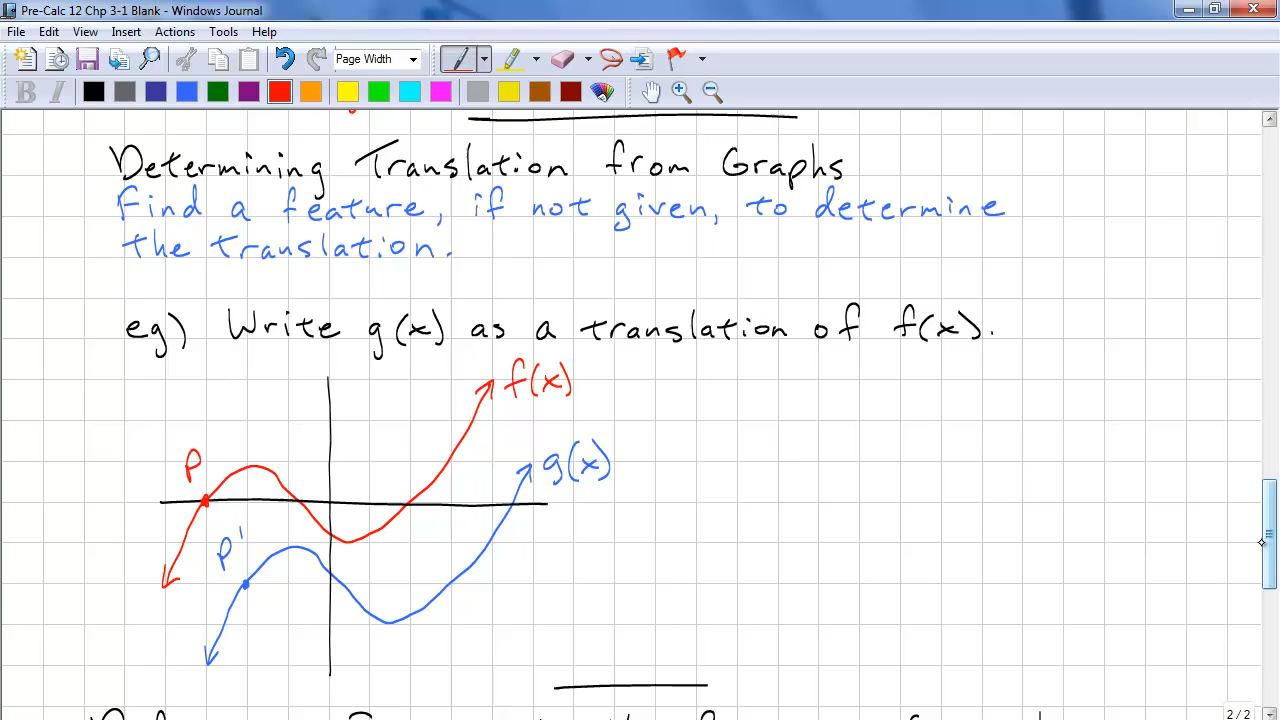 Pre-Calc 12 Chp 3-1 Blank - Windows Journal
File Edit View Insert Actions Tools Help
Page Width
B I
Determining Translation from Graphs
Find a feature, if not given, to determine
the translation.
eg) Write g(x) as a translation of f(x).
f(x)
P
g(x)
P'
2/2